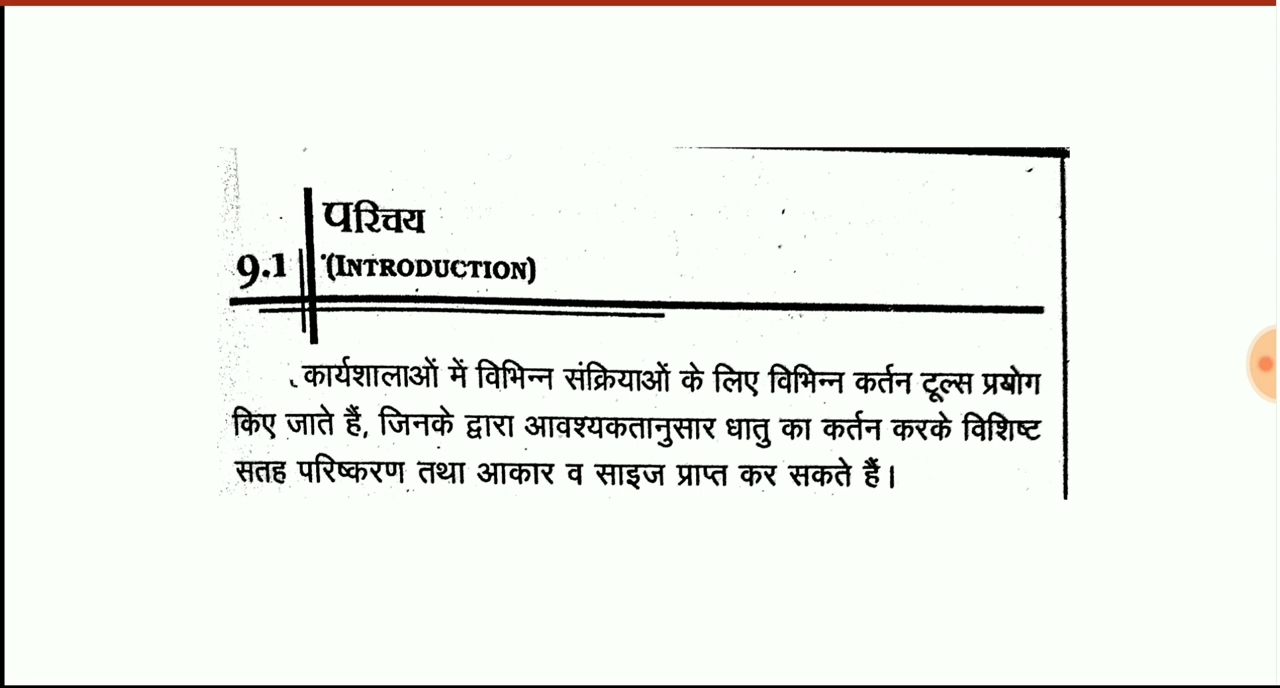 परिचय
9.1 (INTRODUCTION)
कार्यशालाओं में विभिन्न संक्रियाओं के लिए विभिन्न कर्तन टूल्स प्रयोग
किए जाते हैं, जिनके द्वारा आवश्यकतानुसार धातु का कर्तन करके विशिष्ट
सतह परिष्करण तथा आकार व साइज प्राप्त कर सकते हैं।